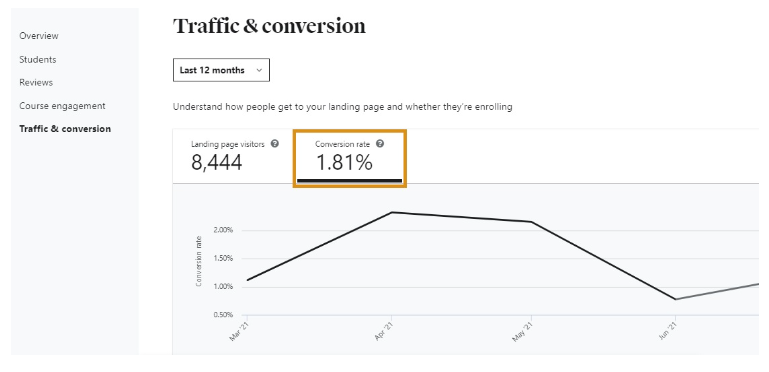 Traffic & conversion
Overview
Students
Reviews
Course engagement
Traffic & conversion
Last 12 months
Understand how people get to your landing page and whether they're enrolling
Landing page visitors ?
8,444
Conversion rate ?
1.81%
Conversion rate
2.00%
1.50%
1.00%
0.50%
Mar '21
Apr '21
May '21
Jun '21